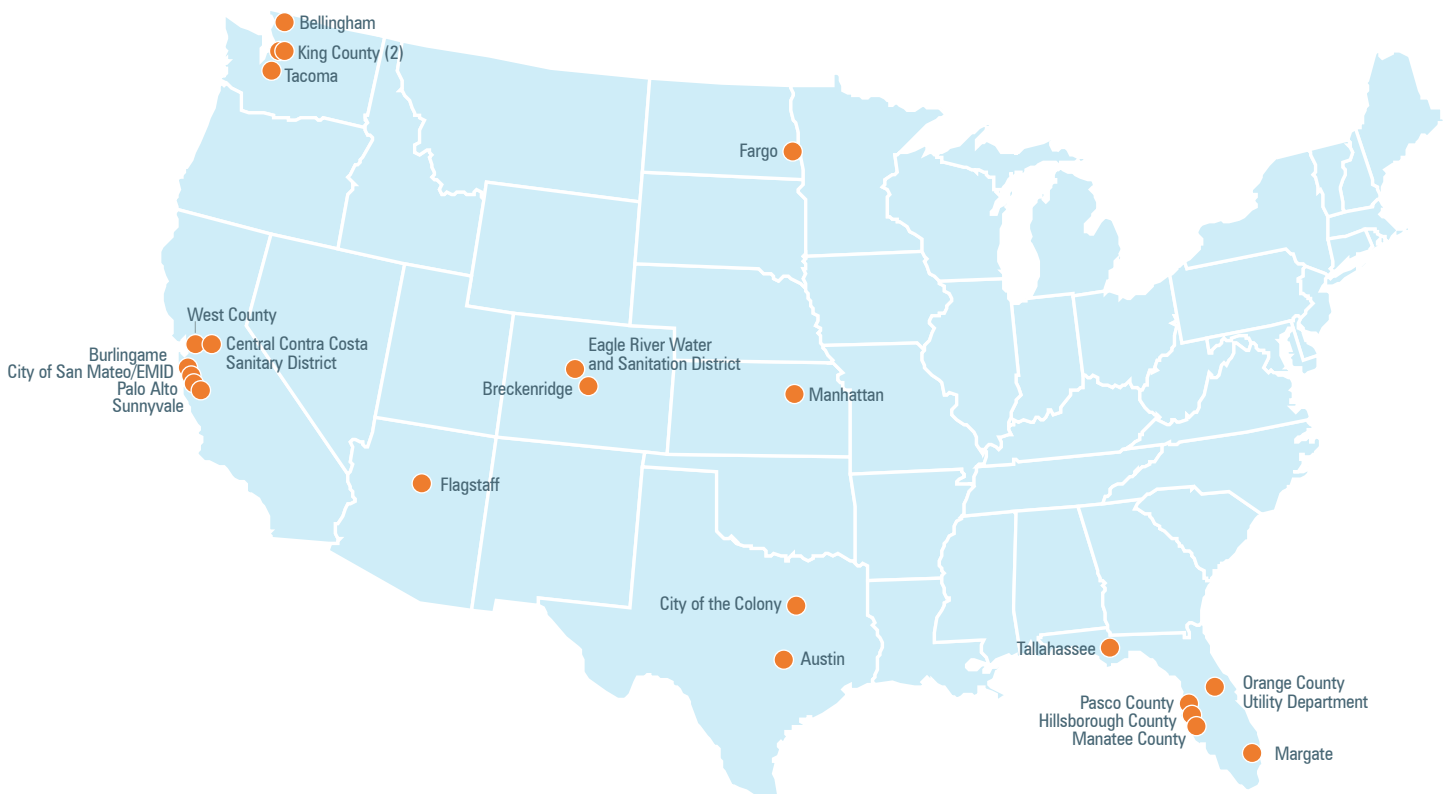 Bellingham
King County (2)
Tacoma
Fargo
West County
Central Contra Costa
Sanitary District
Burlingame
City of San Mateo/EMID
Palo Alto
Sunnyvale
Eagle River Water
and Sanitation District
Breckenridge
Manhattan
Flagstaff
City of the Colony
Austin
Tallahassee
Orange County
Utility Department
Pasco County
Hillsborough County
Manatee County
Margate